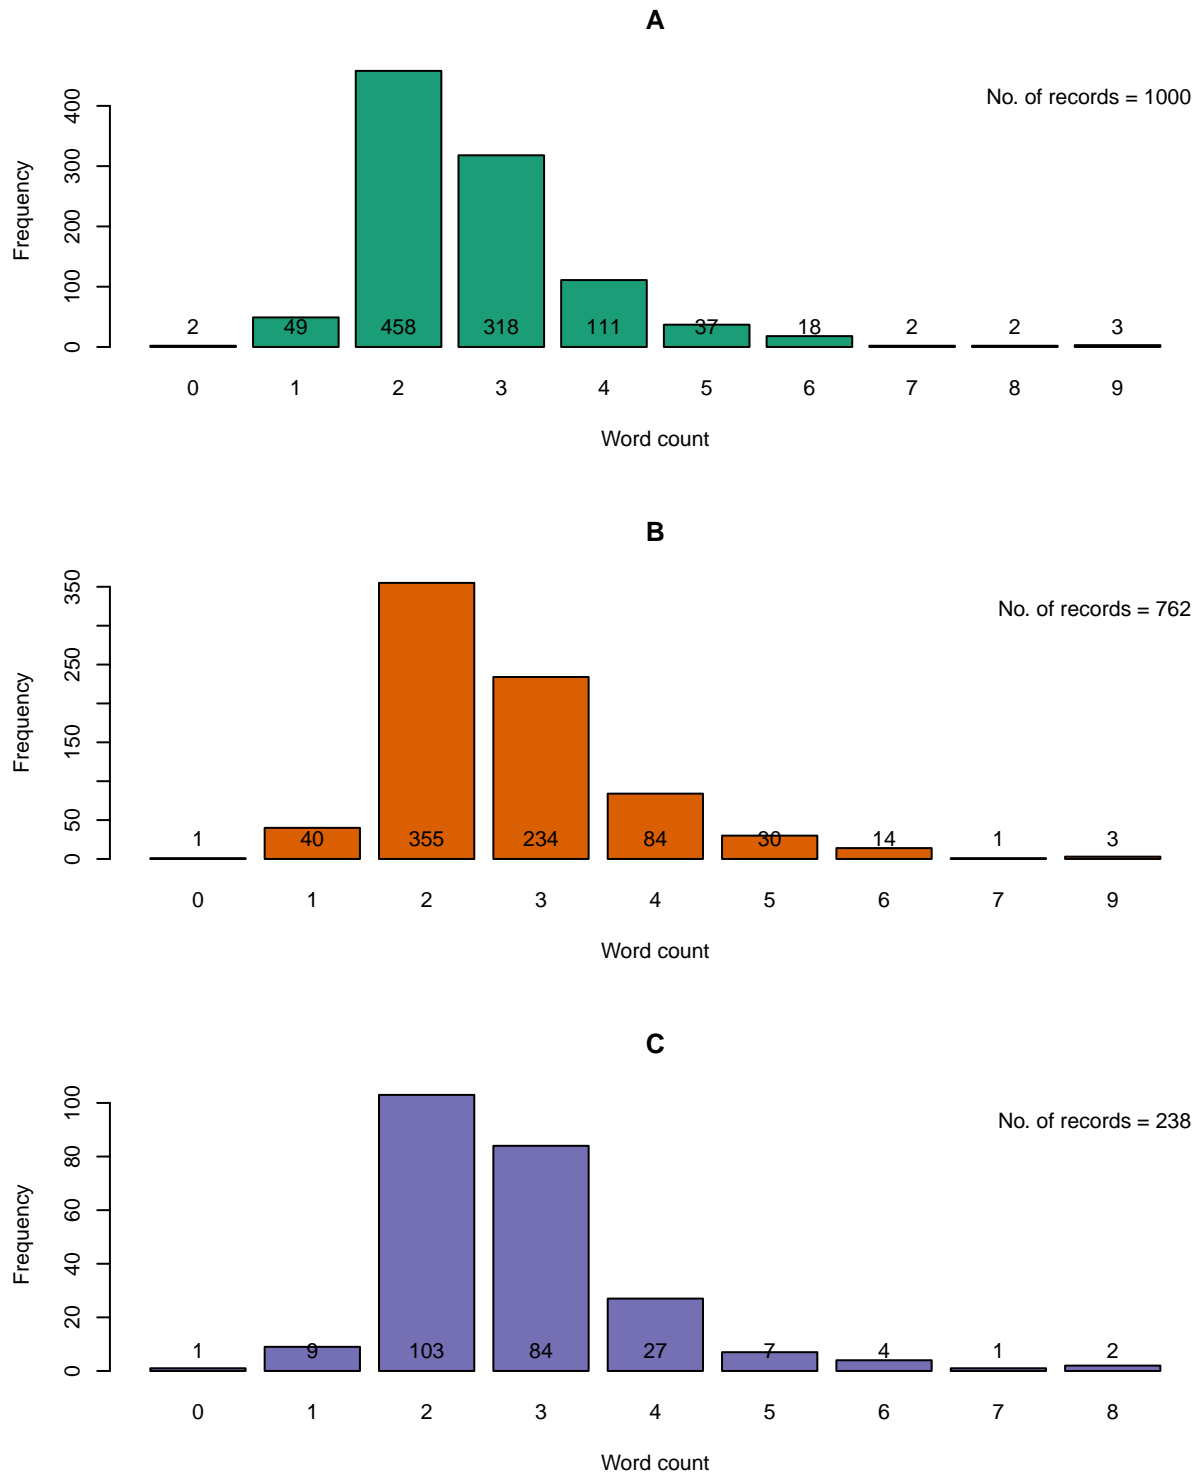 A
No. of records = 1000
Frequency
400
300
200
100
0
2 49 458 318 111 37 18 2 2 3
0 1 2 3 4 5 6 7 8 9
Word count
B
No. of records = 762
Frequency
350
250
150
50
0
1 40 355 234 84 30 14 1 3
0 1 2 3 4 5 6 7 9
Word count
C
No. of records = 238
Frequency
100
80
60
40
20
0
1 9 103 84 27 7 4 1 2
0 1 2 3 4 5 6 7 8
Word count